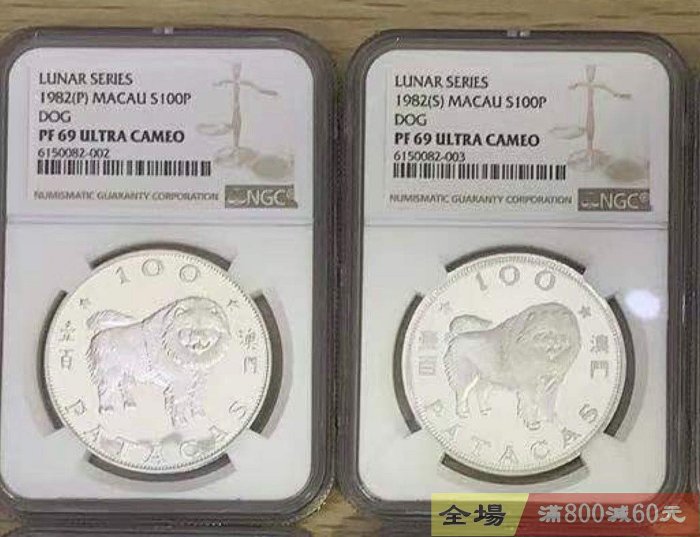 LUNAR SERIES
1982(P) MACAU S100P
DOG
PF 69 ULTRA CAMEO
6150082-002
NUMISMATIC GUARANTY CORPORATION
NGC
100
壹百
澳門
PATACAS
LUNAR SERIES
1982(S) MACAU S100P
DOG
PF 69 ULTRA CAMEO
6150082-003
NUMISMATIC GUARANTY CORPORATION
NGC®
100
壹百
澳門
PATACAS
全場 滿800減60元